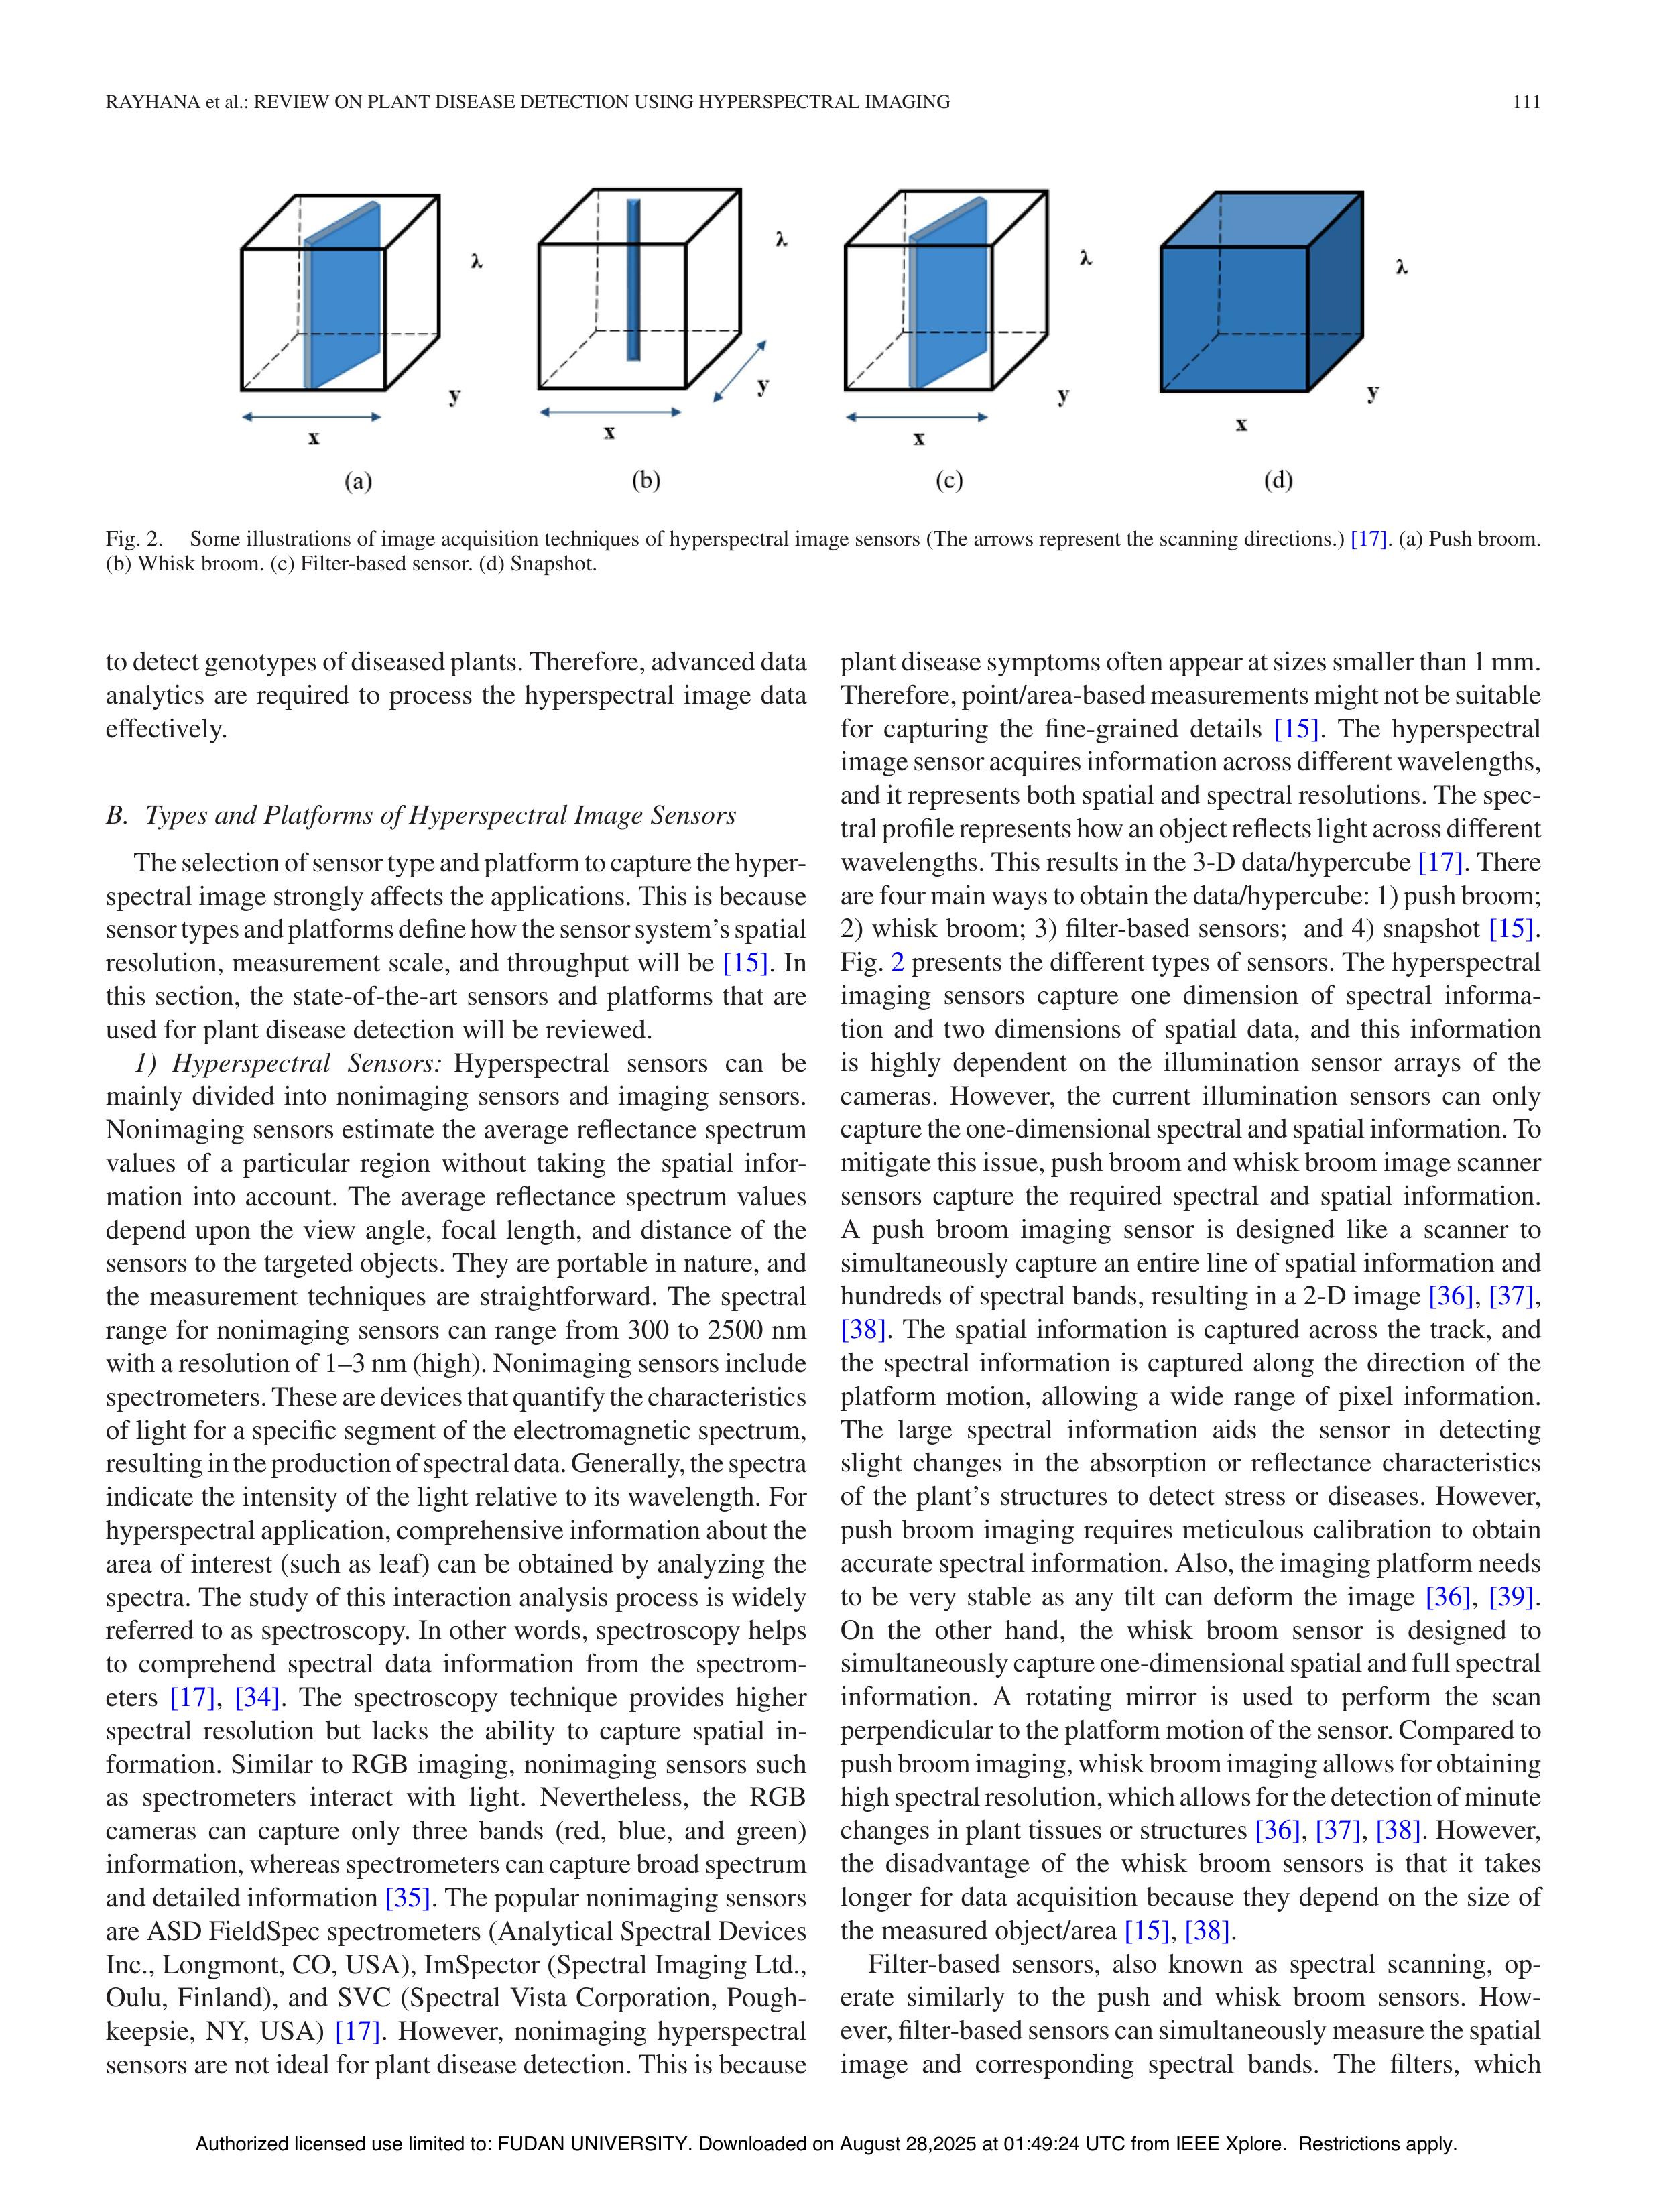 RAYHANA et al.: REVIEW ON PLANT DISEASE DETECTION USING HYPERSPECTRAL IMAGING 111
λ
y
x
(a)
λ
y
x
(b)
λ
y
x
(c)
λ
y
x
(d)
Fig. 2. Some illustrations of image acquisition techniques of hyperspectral image sensors (The arrows represent the scanning directions.) [17]. (a) Push broom.
(b) Whisk broom. (c) Filter-based sensor. (d) Snapshot.
to detect genotypes of diseased plants. Therefore, advanced data
analytics are required to process the hyperspectral image data
effectively.
B. Types and Platforms of Hyperspectral Image Sensors
The selection of sensor type and platform to capture the hyper-
spectral image strongly affects the applications. This is because
sensor types and platforms define how the sensor system's spatial
resolution, measurement scale, and throughput will be [15]. In
this section, the state-of-the-art sensors and platforms that are
used for plant disease detection will be reviewed.
1) Hyperspectral Sensors: Hyperspectral sensors can be
mainly divided into nonimaging sensors and imaging sensors.
Nonimaging sensors estimate the average reflectance spectrum
values of a particular region without taking the spatial infor-
mation into account. The average reflectance spectrum values
depend upon the view angle, focal length, and distance of the
sensors to the targeted objects. They are portable in nature, and
the measurement techniques are straightforward. The spectral
range for nonimaging sensors can range from 300 to 2500 nm
with a resolution of 1–3 nm (high). Nonimaging sensors include
spectrometers. These are devices that quantify the characteristics
of light for a specific segment of the electromagnetic spectrum,
resulting in the production of spectral data. Generally, the spectra
indicate the intensity of the light relative to its wavelength. For
hyperspectral application, comprehensive information about the
area of interest (such as leaf) can be obtained by analyzing the
spectra. The study of this interaction analysis process is widely
referred to as spectroscopy. In other words, spectroscopy helps
to comprehend spectral data information from the spectrom-
eters [17], [34]. The spectroscopy technique provides higher
spectral resolution but lacks the ability to capture spatial in-
formation. Similar to RGB imaging, nonimaging sensors such
as spectrometers interact with light. Nevertheless, the RGB
cameras can capture only three bands (red, blue, and green)
information, whereas spectrometers can capture broad spectrum
and detailed information [35]. The popular nonimaging sensors
are ASD FieldSpec spectrometers (Analytical Spectral Devices
Inc., Longmont, CO, USA), ImSpector (Spectral Imaging Ltd.,
Oulu, Finland), and SVC (Spectral Vista Corporation, Pough-
keepsie, NY, USA) [17]. However, nonimaging hyperspectral
sensors are not ideal for plant disease detection. This is because
plant disease symptoms often appear at sizes smaller than 1 mm.
Therefore, point/area-based measurements might not be suitable
for capturing the fine-grained details [15]. The hyperspectral
image sensor acquires information across different wavelengths,
and it represents both spatial and spectral resolutions. The spec-
tral profile represents how an object reflects light across different
wavelengths. This results in the 3-D data/hypercube [17]. There
are four main ways to obtain the data/hypercube: 1) push broom;
2) whisk broom; 3) filter-based sensors; and 4) snapshot [15].
Fig. 2 presents the different types of sensors. The hyperspectral
imaging sensors capture one dimension of spectral informa-
tion and two dimensions of spatial data, and this information
is highly dependent on the illumination sensor arrays of the
cameras. However, the current illumination sensors can only
capture the one-dimensional spectral and spatial information. To
mitigate this issue, push broom and whisk broom image scanner
sensors capture the required spectral and spatial information.
A push broom imaging sensor is designed like a scanner to
simultaneously capture an entire line of spatial information and
hundreds of spectral bands, resulting in a 2-D image [36], [37],
[38]. The spatial information is captured across the track, and
the spectral information is captured along the direction of the
platform motion, allowing a wide range of pixel information.
The large spectral information aids the sensor in detecting
slight changes in the absorption or reflectance characteristics
of the plant's structures to detect stress or diseases. However,
push broom imaging requires meticulous calibration to obtain
accurate spectral information. Also, the imaging platform needs
to be very stable as any tilt can deform the image [36], [39].
On the other hand, the whisk broom sensor is designed to
simultaneously capture one-dimensional spatial and full spectral
information. A rotating mirror is used to perform the scan
perpendicular to the platform motion of the sensor. Compared to
push broom imaging, whisk broom imaging allows for obtaining
high spectral resolution, which allows for the detection of minute
changes in plant tissues or structures [36], [37], [38]. However,
the disadvantage of the whisk broom sensors is that it takes
longer for data acquisition because they depend on the size of
the measured object/area [15], [38].
Filter-based sensors, also known as spectral scanning, op-
erate similarly to the push and whisk broom sensors. How-
ever, filter-based sensors can simultaneously measure the spatial
image and corresponding spectral bands. The filters, which
Authorized licensed use limited to: FUDAN UNIVERSITY. Downloaded on August 28,2025 at 01:49:24 UTC from IEEE Xplore. Restrictions apply.